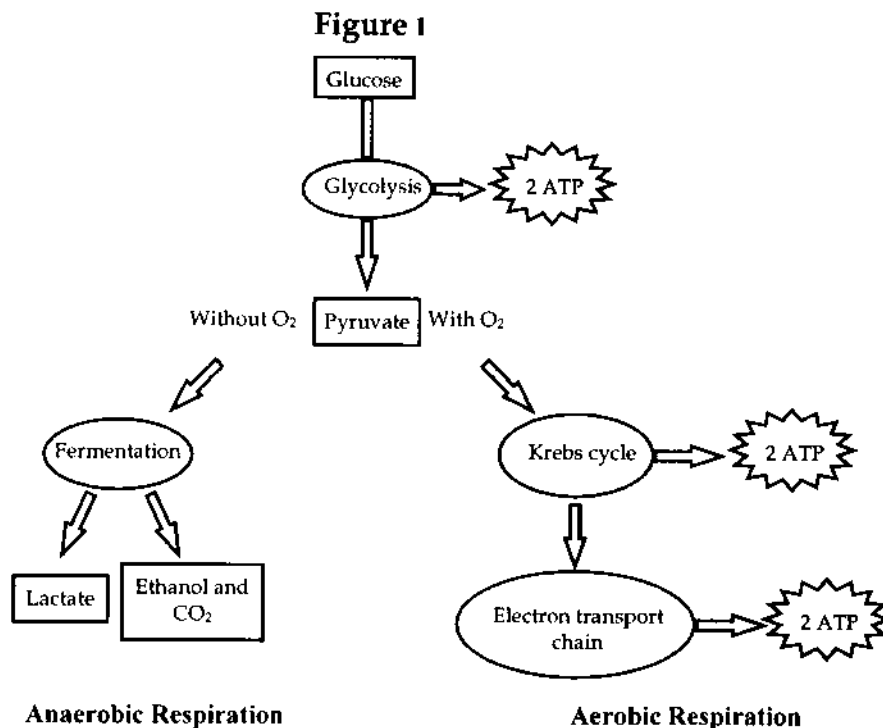 Figure 1
Glucose
Glycolysis
2 ATP
Without O₂
Pyruvate
With O₂
Fermentation
Krebs cycle
2 ATP
Lactate
Ethanol and
CO₂
Electron transport
chain
2 ATP
Anaerobic Respiration
Aerobic Respiration